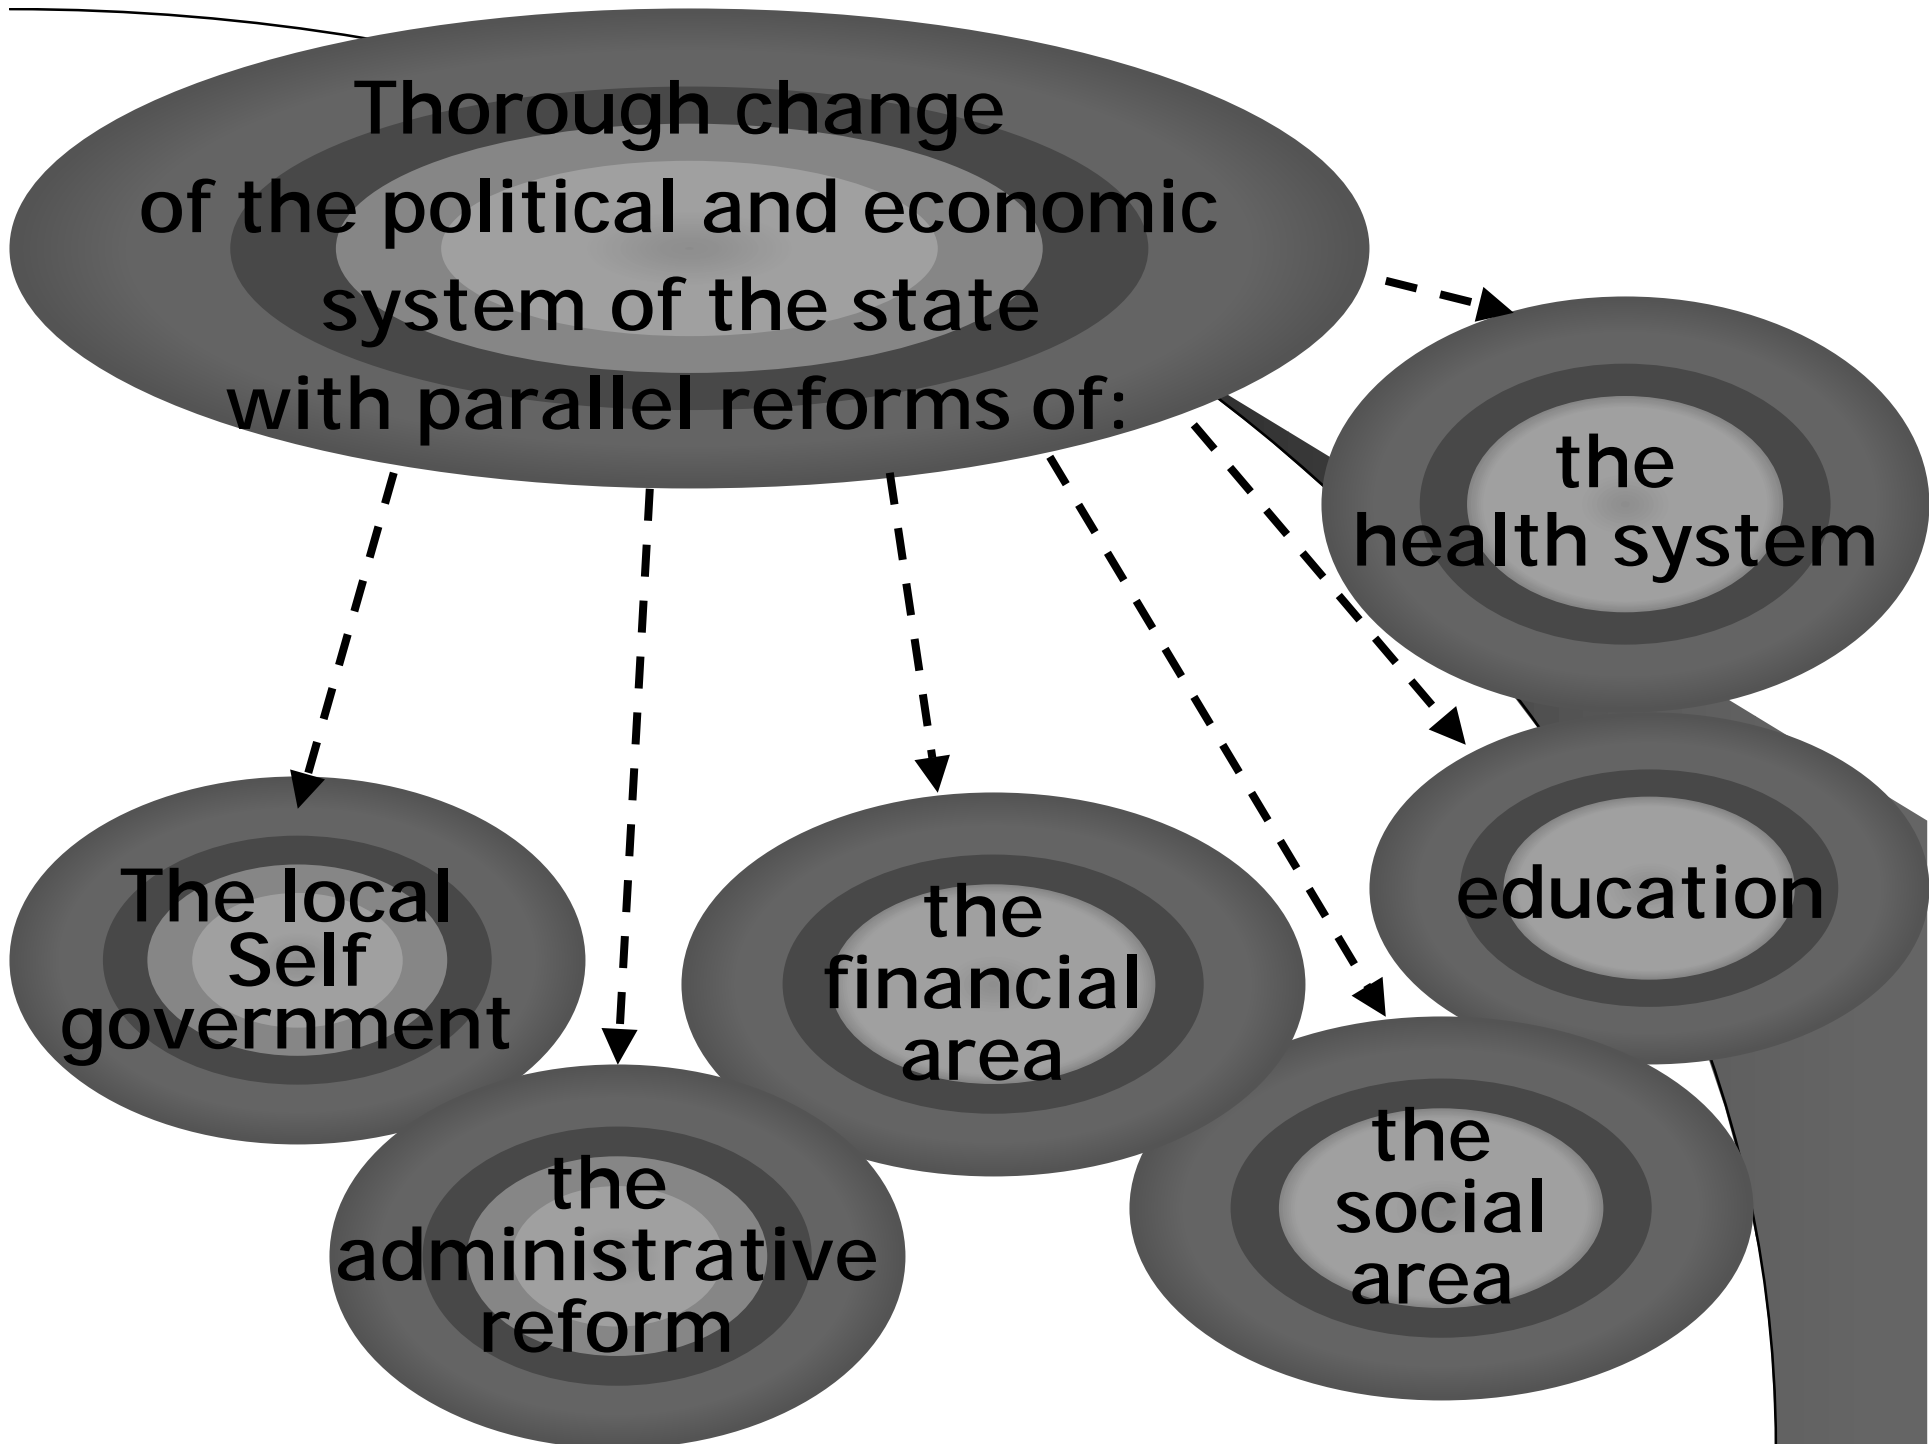 Thorough change
of the political and economic
system of the state
with parallel reforms of:
the
health system
education
The local
Self
government
the
financial
area
the
social
area
the
administrative
reform